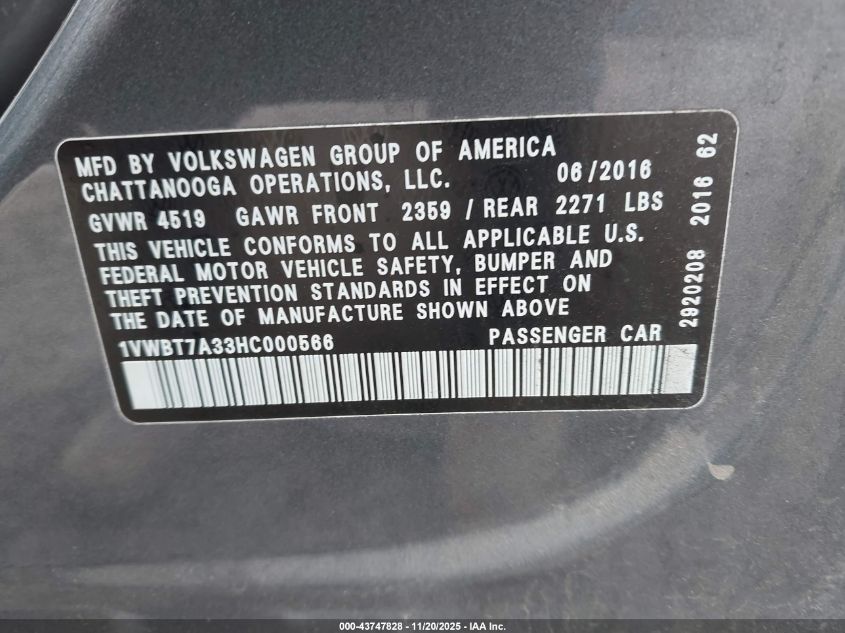 MFD BY VOLKSWAGEN GROUP OF AMERICA
CHATTANOOGA OPERATIONS, LLC. 06/2016
GVWR 4519 GAWR FRONT 2359 / REAR 2271 LBS
THIS VEHICLE CONFORMS TO ALL APPLICABLE U.S.
FEDERAL MOTOR VEHICLE SAFETY, BUMPER AND
THEFT PREVENTION STANDARDS IN EFFECT ON
THE DATE OF MANUFACTURE SHOWN ABOVE
1VWBT7A33HC000566 PASSENGER CAR
2920208 2016 62
000-43747828 - 11/20/2025 - IAA Inc.